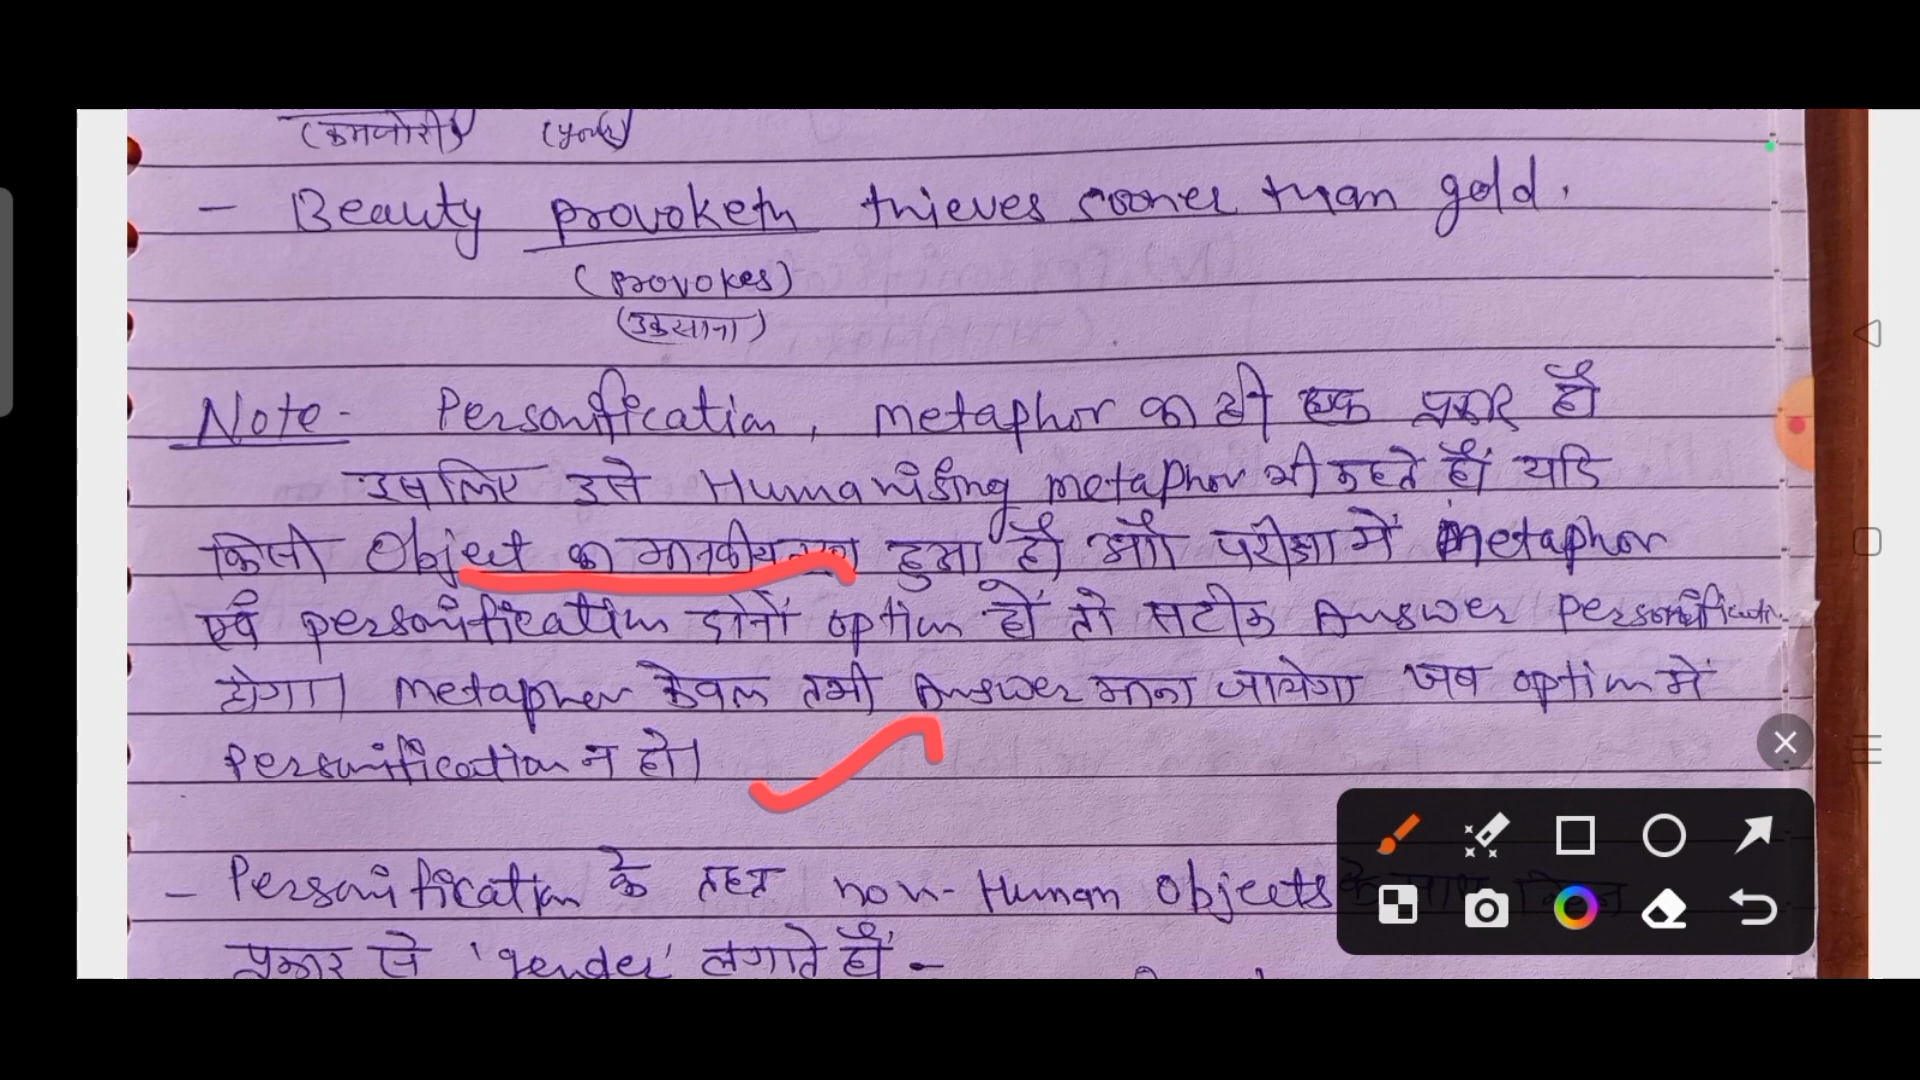 (कमजोरी) (your)
- Beauty provoketh thieves sooner than gold.
(provokes)
(उकसाना)
Note- Personification, metaphor का ही एक प्रकार है
इसलिए इसे Humanising metaphor भी कहते हैं यदि
किसी Object का मानवीयकरण हुआ हो और परीक्षा में Metaphor
एवं personification दोनों option हों तो सटीक Answer personification
होगा। metaphor केवल तभी Answer माना जायेगा जब option में
personification न हो।
- Personification के तहत non-Human objects के साथ
प्रकार से 'gender' लगाते हैं -